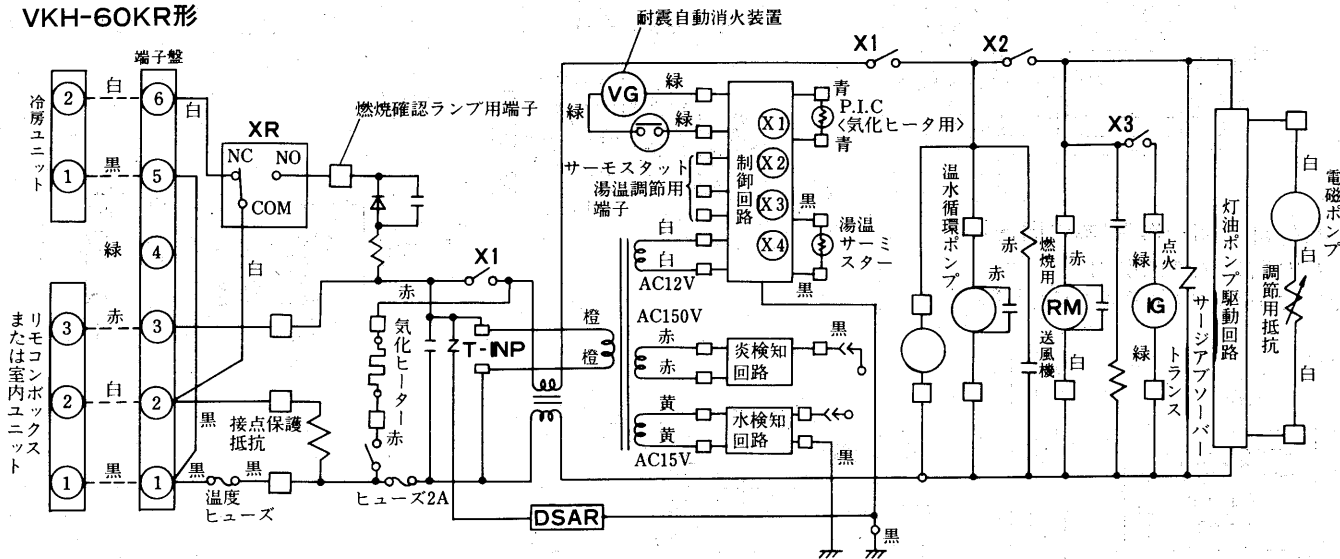 VKH-60KR形
耐震自動消火装置
端子盤
冷房ユニット
2
白
6
白
1
黒
5
緑
4
リモコンボックス
または室内ユニット
3
赤
3
2
白
2
1
黒
1
黒
XR
NC
NO
COM
白
燃焼確認ランプ用端子
接点保護
抵抗
黒
黒
温度
ヒューズ
X1
赤
気化ヒーター
赤
ヒューズ2A
T-INP
橙
橙
DSAR
VG
緑
緑
緑
サーモスタット
湯温調節用
端子
白
白
AC12V
AC150V
赤
赤
炎検知
回路
黒
黄
黄
AC15V
水検知
回路
黒
黒
制御回路
X1
X2
X3
X4
青
P.I.C
〈気化ヒータ用〉
青
黒
湯温
サーミ
スター
黒
X1
X2
X3
温水循環ポンプ
赤
燃焼用
送風機
赤
RM
白
点火
トランス
緑
IG
緑
サージアブソーバー
灯油ポンプ駆動回路
白
電磁ポンプ
白
調節用抵抗
白